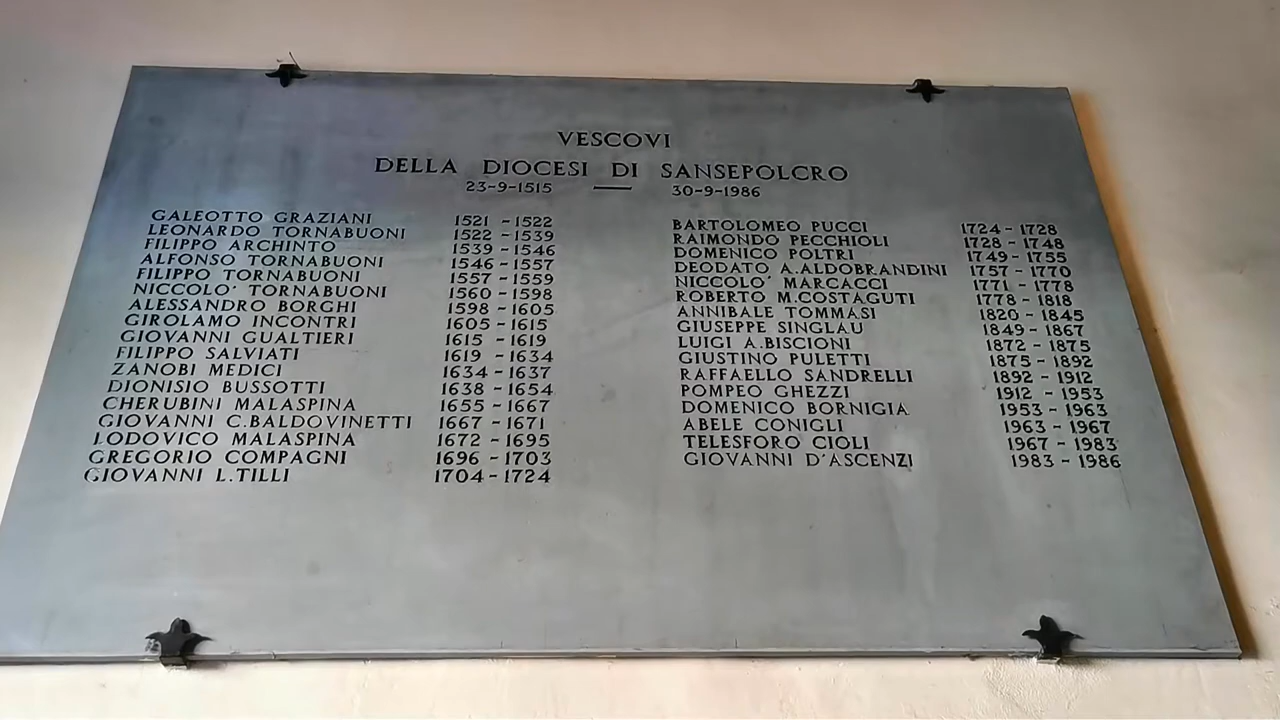 VESCOVI
DELLA DIOCESI DI SANSEPOLCRO
23-9-1515 — 30-9-1986
GALEOTTO GRAZIANI 1521 - 1522
LEONARDO TORNABUONI 1522 - 1539
FILIPPO ARCHINTO 1539 - 1546
ALFONSO TORNABUONI 1546 - 1557
FILIPPO TORNABUONI 1557 - 1559
NICCOLO' TORNABUONI 1560 - 1598
ALESSANDRO BORGHI 1598 - 1605
GIROLAMO INCONTRI 1605 - 1615
GIOVANNI GUALTIERI 1615 - 1619
FILIPPO SALVIATI 1619 - 1634
ZANOBI MEDICI 1634 - 1637
DIONISIO BUSSOTTI 1638 - 1654
CHERUBINI MALASPINA 1655 - 1667
GIOVANNI C.BALDOVINETTI 1667 - 1671
LODOVICO MALASPINA 1672 - 1695
GREGORIO COMPAGNI 1696 - 1703
GIOVANNI L.TILLI 1704 - 1724
BARTOLOMEO PUCCI 1724 - 1728
RAIMONDO PECCHIOLI 1728 - 1748
DOMENICO POLTRI 1749 - 1755
DEODATO A.ALDOBRANDINI 1757 - 1770
NICCOLO' MARCACCI 1771 - 1778
ROBERTO M.COSTAGUTI 1778 - 1818
ANNIBALE TOMMASI 1820 - 1845
GIUSEPPE SINGLAU 1849 - 1867
LUIGI A.BISCIONI 1872 - 1875
GIUSTINO PULETTI 1875 - 1892
RAFFAELLO SANDRELLI 1892 - 1912
POMPEO GHEZZI 1912 - 1953
DOMENICO BORNIGIA 1953 - 1963
ABELE CONIGLI 1963 - 1967
TELESFORO CIOLI 1967 - 1983
GIOVANNI D'ASCENZI 1983 - 1986